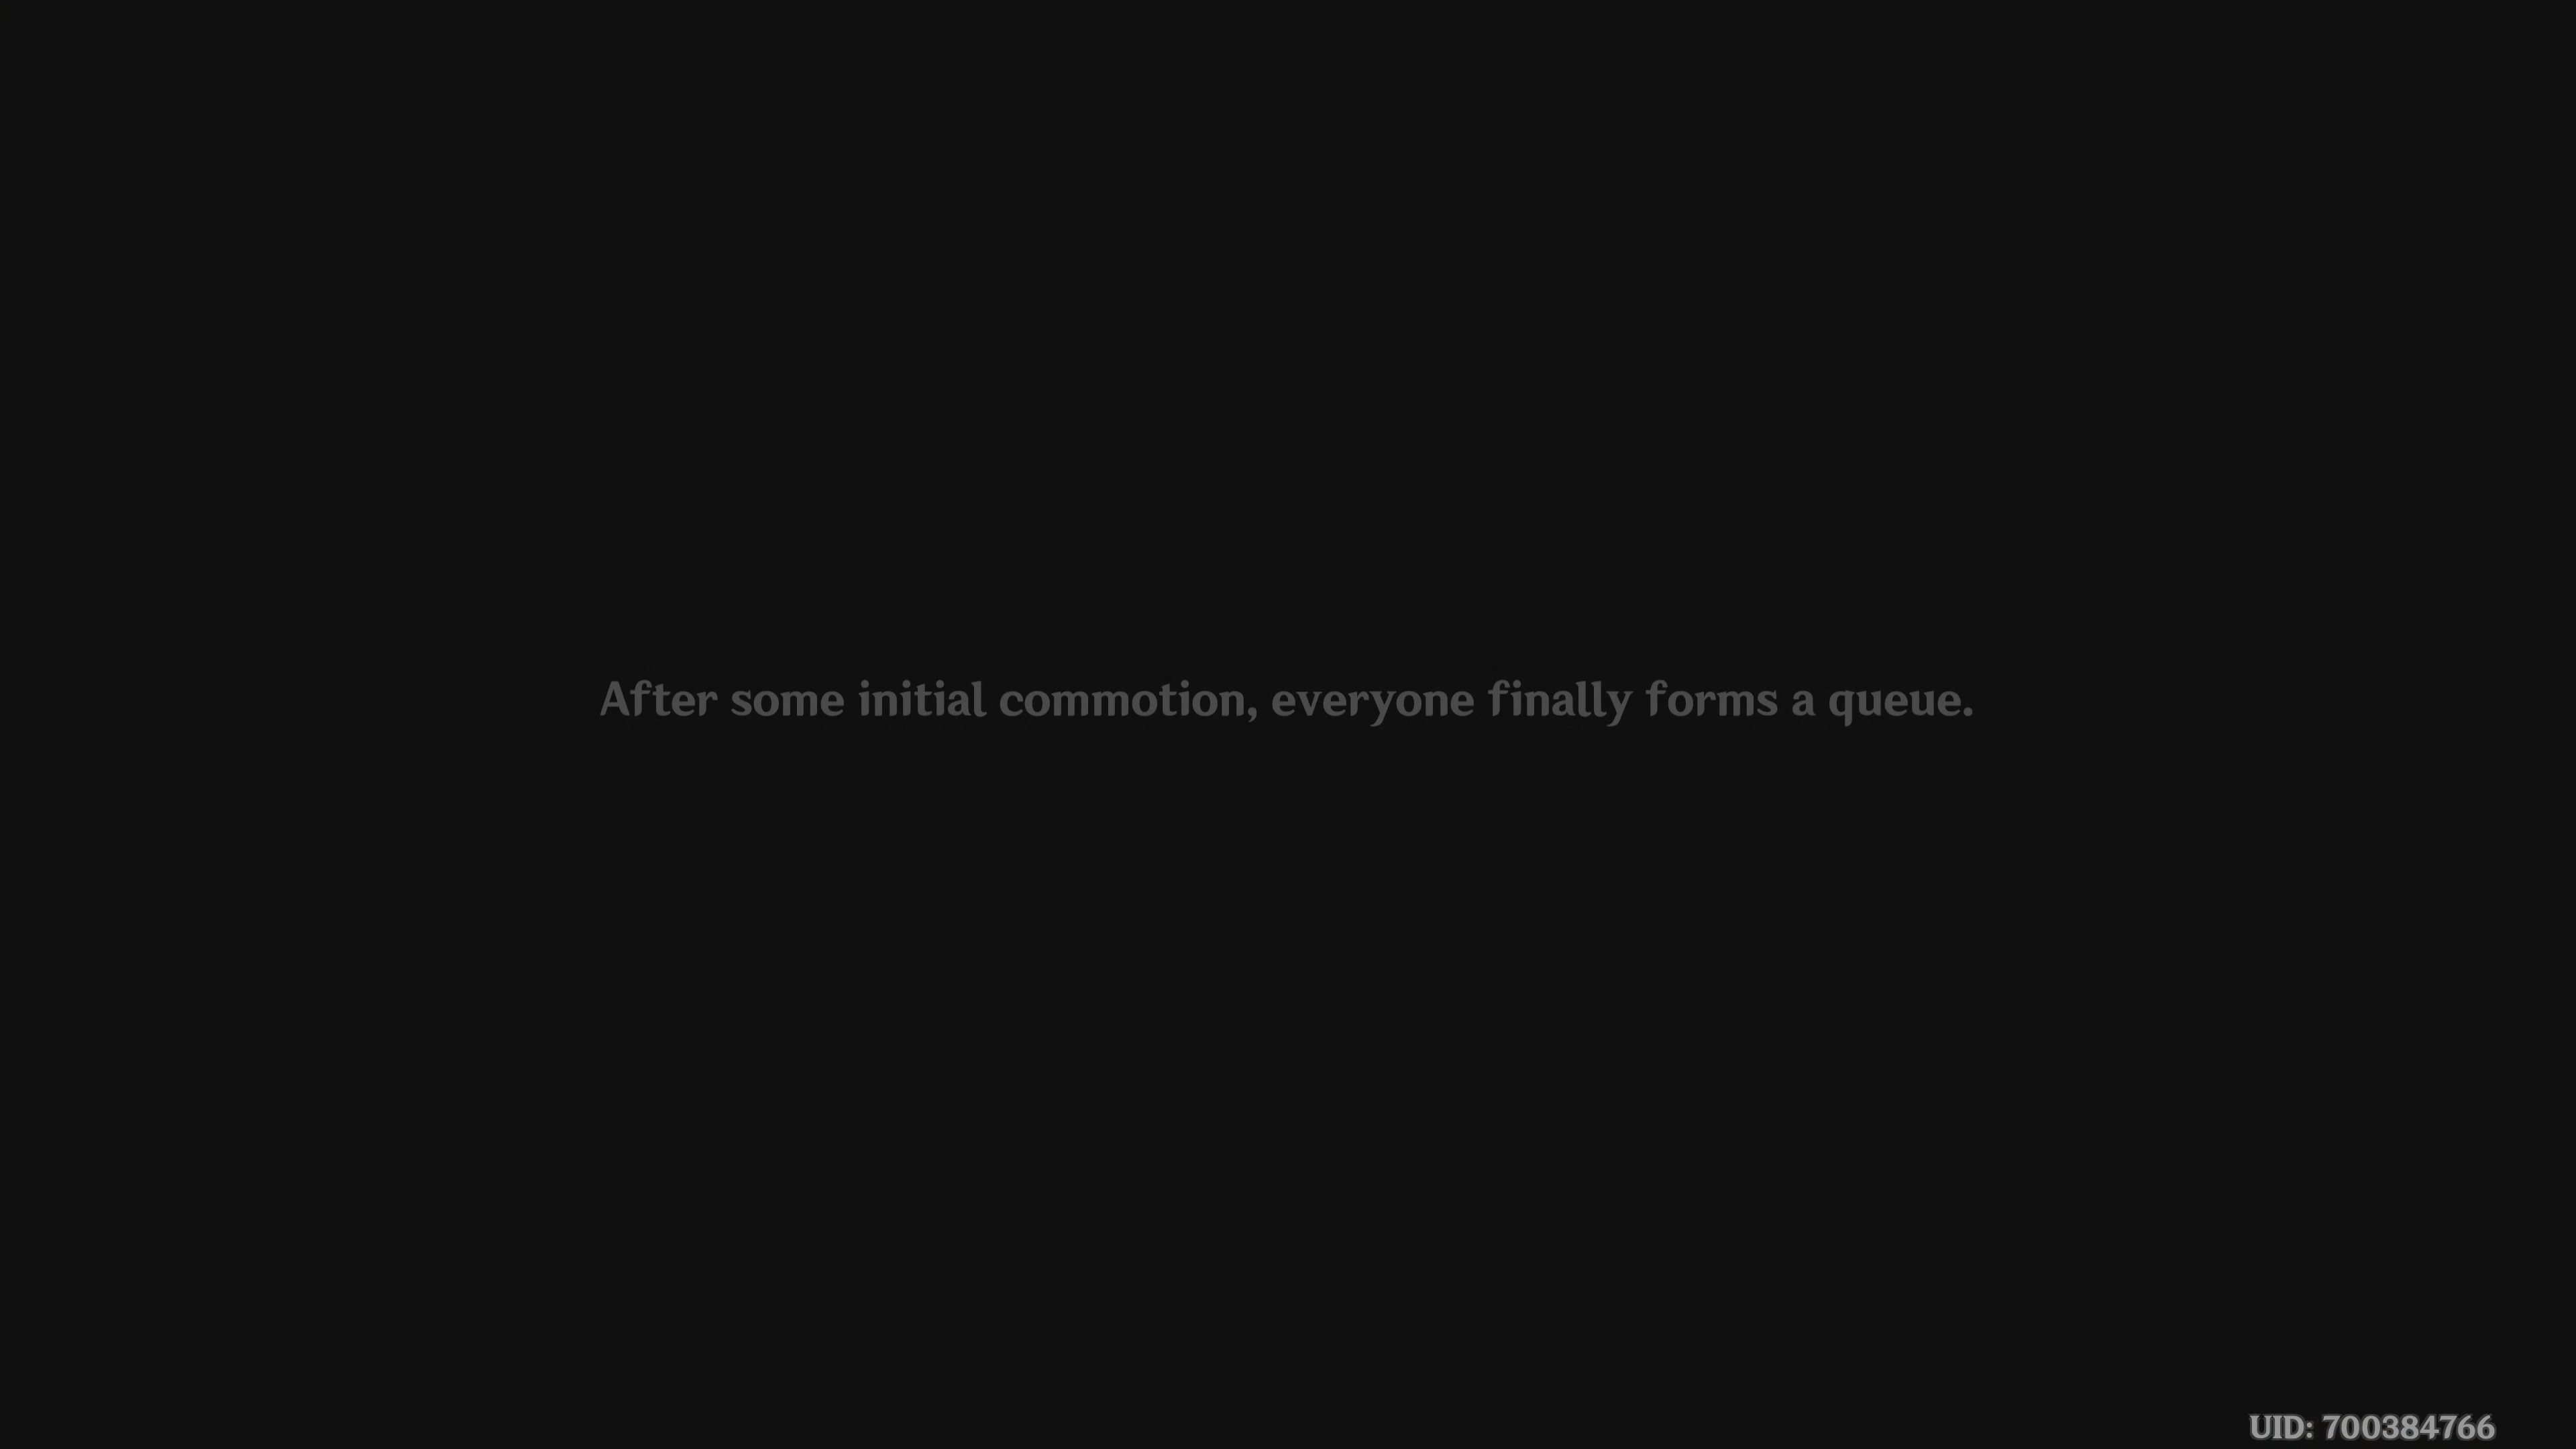 After some initial commotion, everyone finally forms a queue.
UID: 700384766